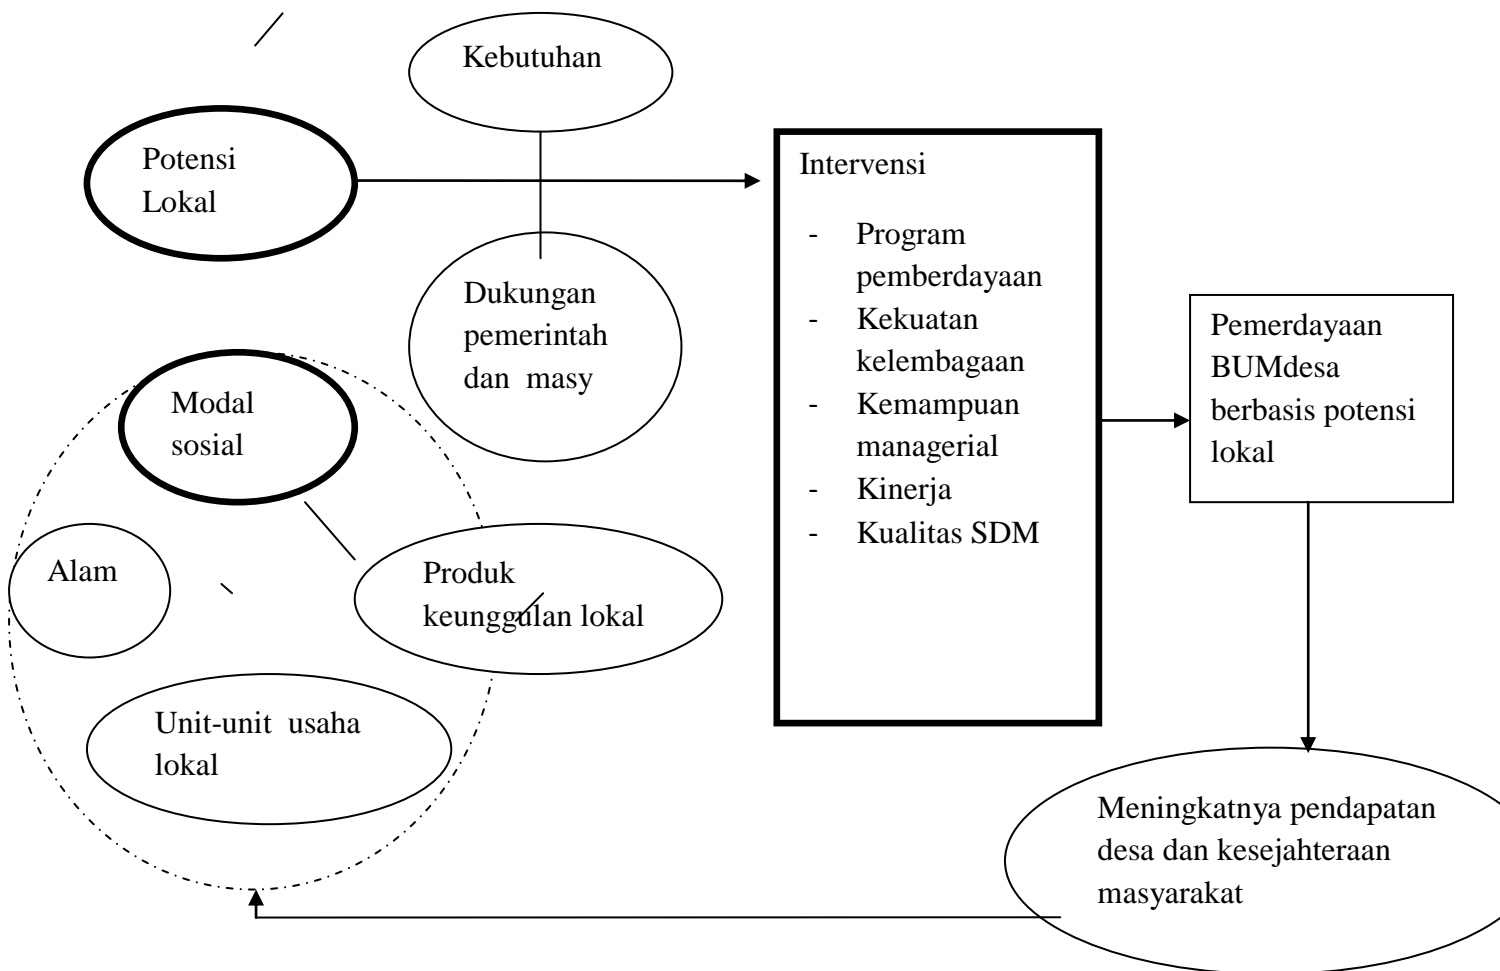 Kebutuhan
Potensi
Lokal
Dukungan
pemerintah
dan masy
Modal
sosial
Alam
Produk
keunggulan lokal
Unit-unit usaha
lokal
Intervensi
- Program
pemberdayaan
- Kekuatan
kelembagaan
- Kemampuan
managerial
- Kinerja
- Kualitas SDM
Pemerdayaan
BUMdesa
berbasis potensi
lokal
Meningkatnya pendapatan
desa dan kesejahteraan
masyarakat